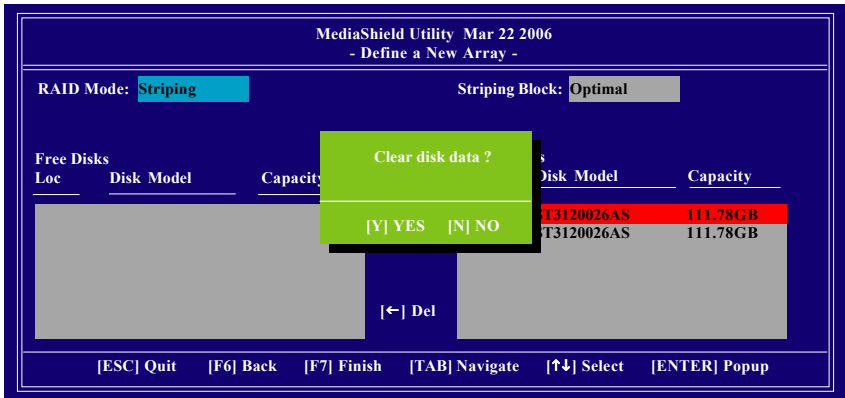 MediaShield Utility Mar 22 2006
- Define a New Array -
RAID Mode: Striping
Striping Block: Optimal
Clear disk data ?
[Y] YES [N] NO
Free Disks
Loc Disk Model Capacity
s
Disk Model Capacity
ST3120026AS 111.78GB
ST3120026AS 111.78GB
[←] Del
[ESC] Quit [F6] Back [F7] Finish [TAB] Navigate [↑↓] Select [ENTER] Popup